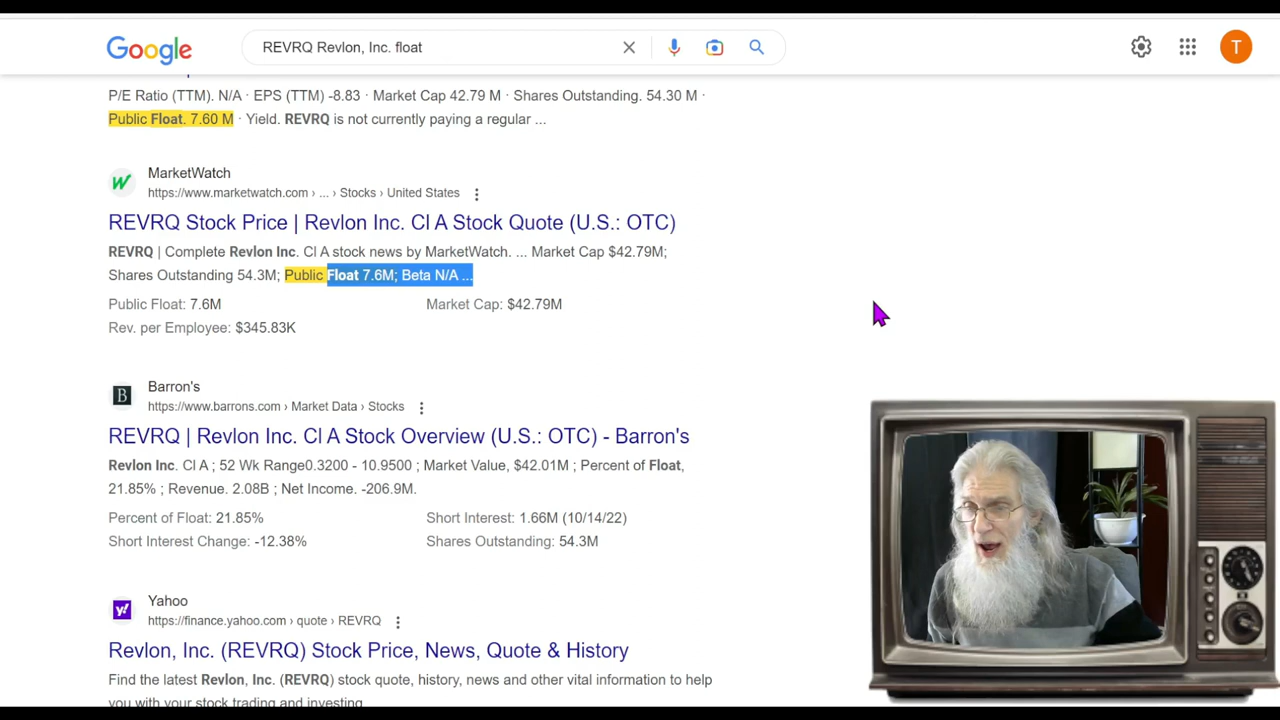 Google
REVRQ Revlon, Inc. float
T
P/E Ratio (TTM). N/A · EPS (TTM) -8.83 · Market Cap 42.79 M · Shares Outstanding. 54.30 M ·
Public Float. 7.60 M · Yield. REVRQ is not currently paying a regular ...
MarketWatch
https://www.marketwatch.com › ... › Stocks › United States
REVRQ Stock Price | Revlon Inc. Cl A Stock Quote (U.S.: OTC)
REVRQ | Complete Revlon Inc. Cl A stock news by MarketWatch. ... Market Cap $42.79M;
Shares Outstanding 54.3M; Public Float 7.6M; Beta N/A ...
Public Float: 7.6M
Market Cap: $42.79M
Rev. per Employee: $345.83K
B
Barron's
https://www.barrons.com › Market Data › Stocks
REVRQ | Revlon Inc. Cl A Stock Overview (U.S.: OTC) - Barron's
Revlon Inc. Cl A ; 52 Wk Range0.3200 - 10.9500 ; Market Value, $42.01M ; Percent of Float,
21.85% ; Revenue. 2.08B ; Net Income. -206.9M.
Percent of Float: 21.85%
Short Interest: 1.66M (10/14/22)
Short Interest Change: -12.38%
Shares Outstanding: 54.3M
y!
Yahoo
https://finance.yahoo.com › quote › REVRQ
Revlon, Inc. (REVRQ) Stock Price, News, Quote & History
Find the latest Revlon, Inc. (REVRQ) stock quote, history, news and other vital information to help
you with your stock trading and investing.